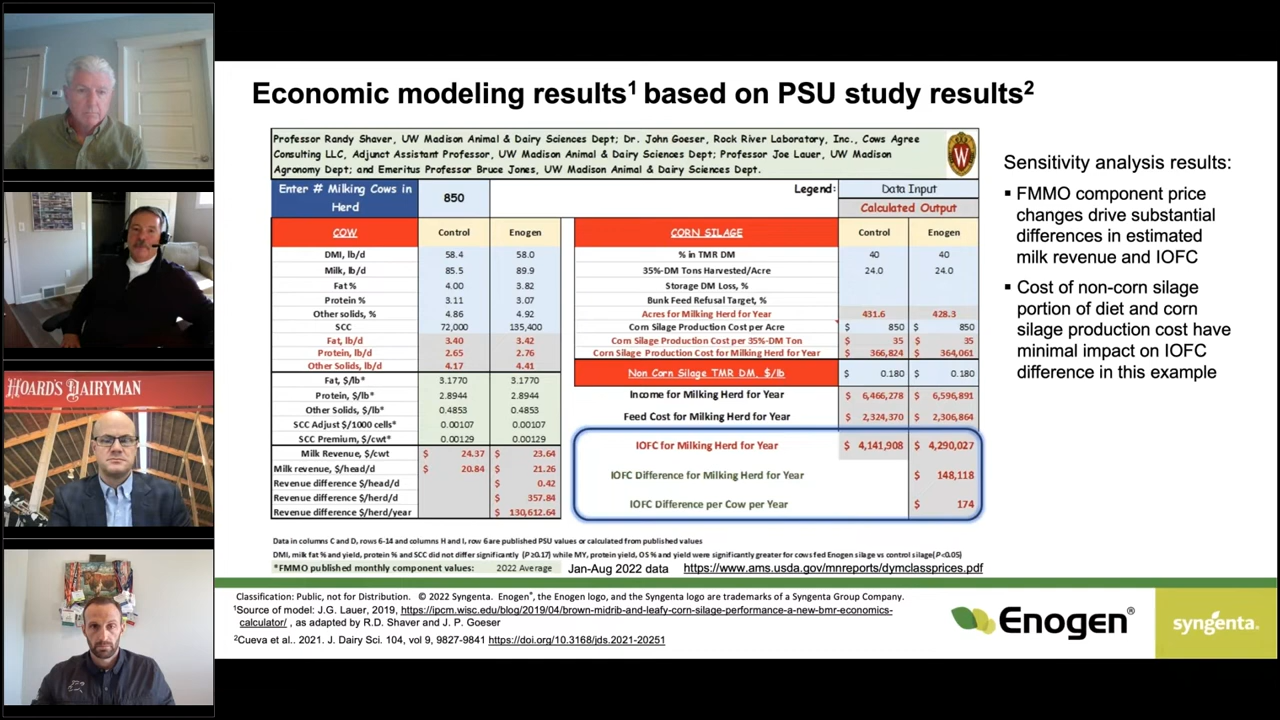 HOARD'S DAIRYMAN
Economic modeling results1 based on PSU study results2
Professor Randy Shaver, UW Madison Animal & Dairy Sciences Dept; Dr. John Goeser, Rock River Laboratory, Inc., Cows Agree
Consulting LLC, Adjunct Assistant Professor, UW Madison Animal & Dairy Sciences Dept; Professor Joe Lauer, UW Madison
Agronomy Dept; and Emeritus Professor Bruce Jones, UW Madison Animal & Dairy Sciences Dept.
W
Enter # Milking Cows in
Herd
850
Legend: Data Input
Calculated Output
COW Control Enogen
DMI, lb/d 58.4 58.0
Milk, lb/d 85.5 89.9
Fat % 4.00 3.82
Protein % 3.11 3.07
Other solids, % 4.86 4.92
SCC 72,000 135,400
Fat, lb/d 3.40 3.42
Protein, lb/d 2.65 2.76
Other Solids, lb/d 4.17 4.41
Fat, $/lb* 3.1770 3.1770
Protein, $/lb* 2.8944 2.8944
Other Solids, $/lb* 0.4853 0.4853
SCC Adjust $/1000 cells* 0.00107 0.00107
SCC Premium, $/cwt* 0.00129 0.00129
Milk Revenue, $/cwt $ 24.37 $ 23.64
Milk revenue, $/head/d $ 20.84 $ 21.26
Revenue difference $/head/d $ 0.42
Revenue difference $/herd/d $ 357.84
Revenue difference $/herd/year $ 130,612.64
CORN SILAGE Control Enogen
% in TMR DM 40 40
35%-DM Tons Harvested/Acre 24.0 24.0
Storage DM Loss, %
Bunk Feed Refusal Target, %
Acres for Milking Herd for Year 431.6 428.3
Corn Silage Production Cost per Acre $ 850 $ 850
Corn Silage Production Cost per 35%-DM Ton $ 35 $ 35
Corn Silage Production Cost for Milking Herd for Year $ 366,824 $ 364,061
Non Corn Silage TMR DM, $/lb $ 0.180 $ 0.180
Income for Milking Herd for Year $ 6,466,278 $ 6,596,891
Feed Cost for Milking Herd for Year $ 2,324,370 $ 2,306,864
IOFC for Milking Herd for Year $ 4,141,908 $ 4,290,027
IOFC Difference for Milking Herd for Year $ 148,118
IOFC Difference per Cow per Year $ 174
Data in columns C and D, rows 6-14 and columns H and I, row 6 are published PSU values or calculated from published values
DMI, milk fat % and yield, protein % and SCC did not differ significantly (P≥0.17) while MY, protein yield, OS % and yield were significantly greater for cows fed Enogen silage vs control silage(P<0.05)
*FMMO published monthly component values: 2022 Average Jan-Aug 2022 data https://www.ams.usda.gov/mnreports/dymclassprices.pdf
Sensitivity analysis results:
▪ FMMO component price
changes drive substantial
differences in estimated
milk revenue and IOFC
▪ Cost of non-corn silage
portion of diet and corn
silage production cost have
minimal impact on IOFC
difference in this example
Classification: Public, not for Distribution. © 2022 Syngenta. Enogen®, the Enogen logo, and the Syngenta logo are trademarks of a Syngenta Group Company.
1Source of model: J.G. Lauer, 2019, https://ipcm.wisc.edu/blog/2019/04/brown-midrib-and-leafy-corn-silage-performance-a-new-bmr-economics-
calculator/ , as adapted by R.D. Shaver and J. P. Goeser
2Cueva et al.. 2021. J. Dairy Sci. 104, vol 9, 9827-9841 https://doi.org/10.3168/jds.2021-20251
Enogen®
syngenta.